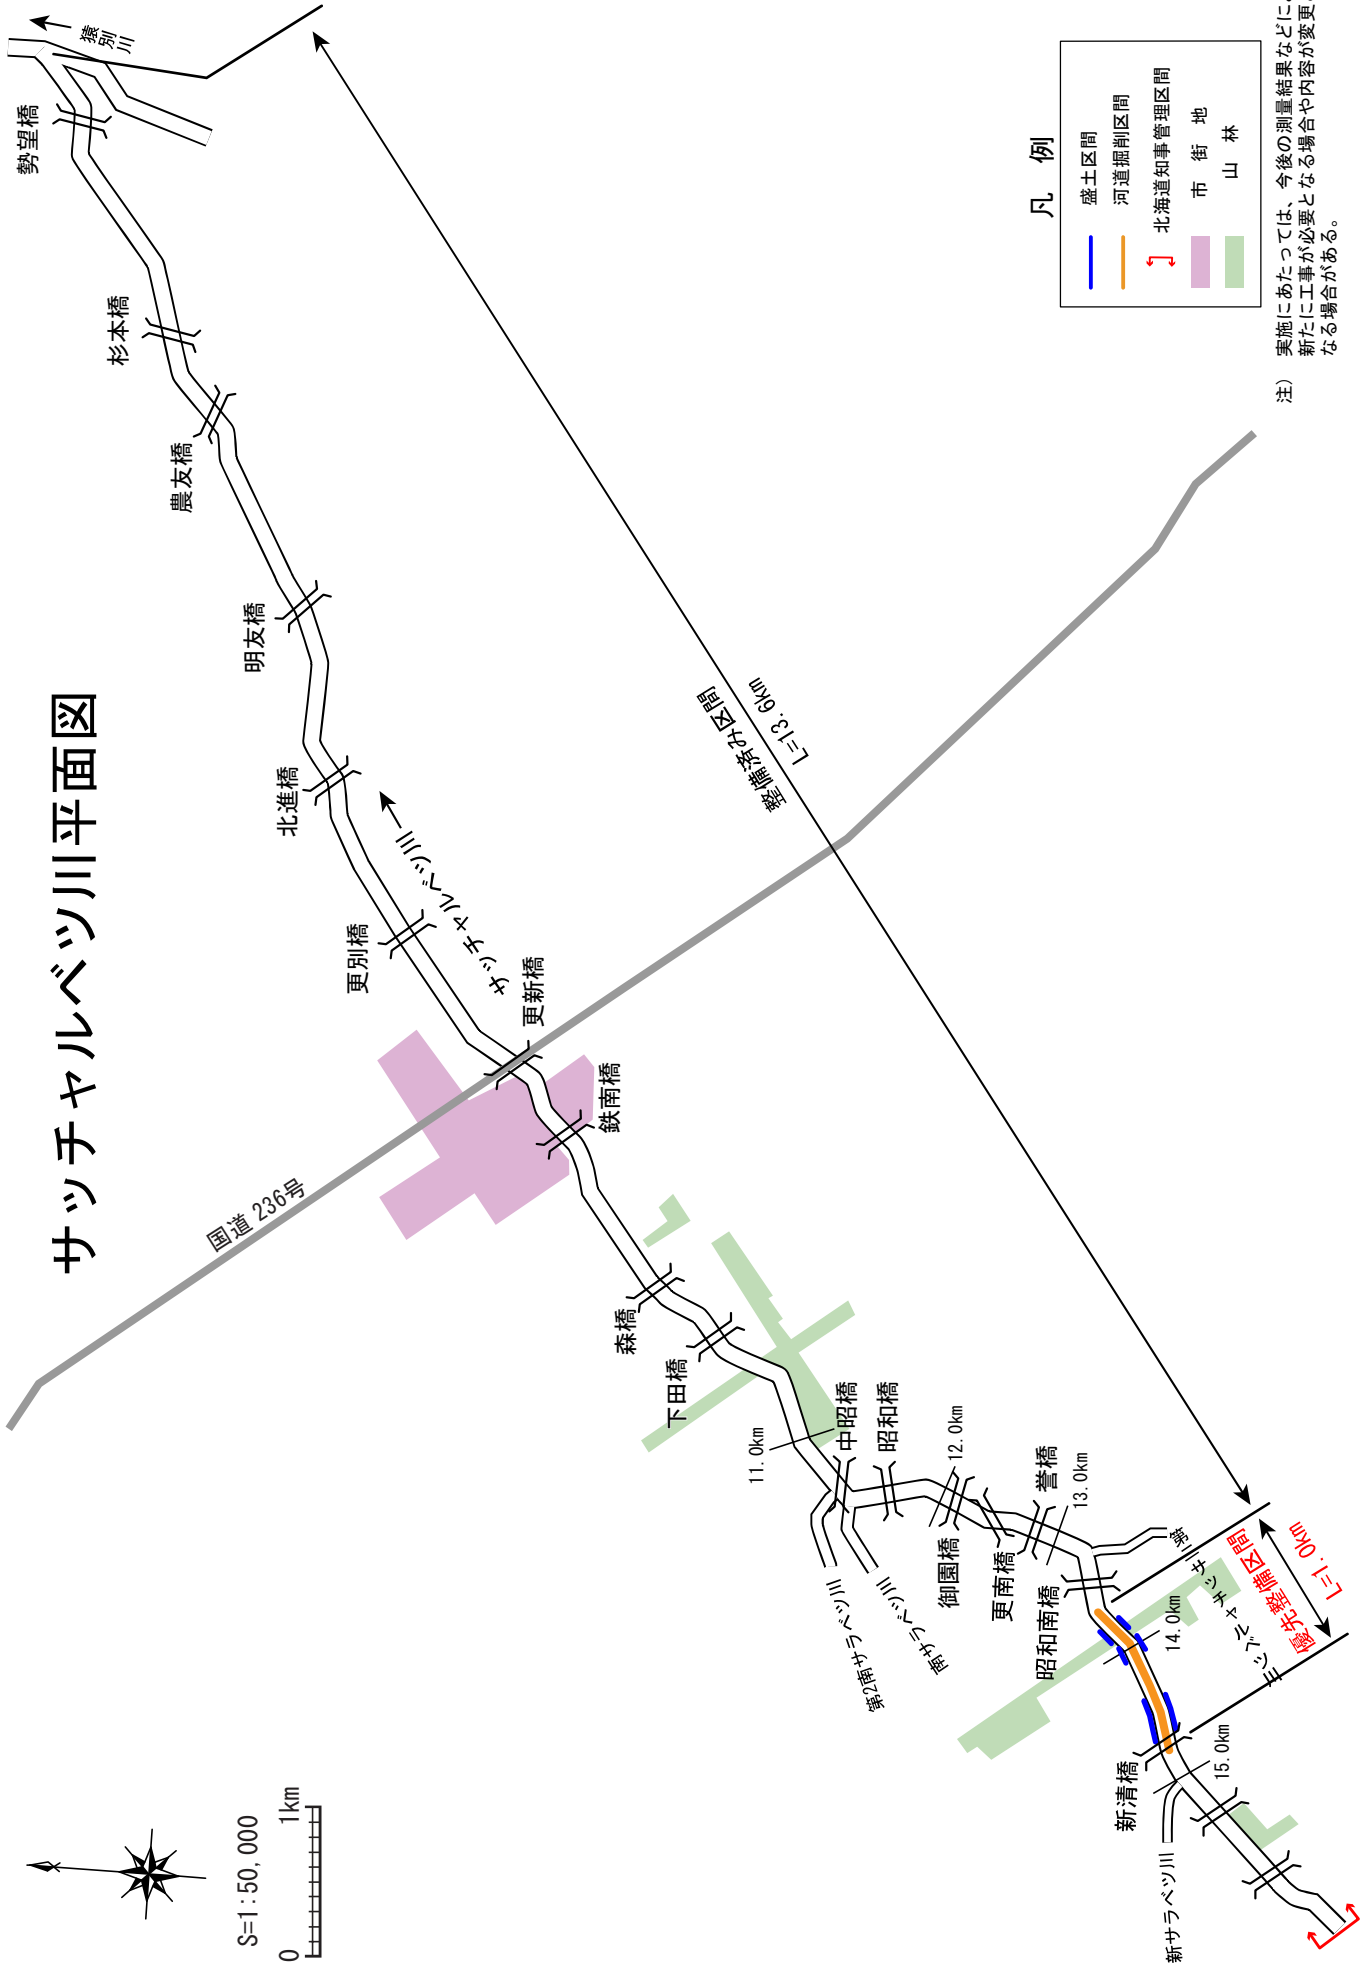 サッチャルベツ川平面図
S=1:50,000
0
1km
猿別川
勢望橋
杉本橋
農友橋
明友橋
北進橋
更別橋
サッチャルベツ川
更新橋
鉄南橋
国道 236号
森橋
下田橋
11.0km
中昭橋
昭和橋
第2南サラベツ川
南サラベツ川
12.0km
御園橋
更南橋
誉橋
13.0km
昭和南橋
14.0km
新清橋
15.0km
新サラベツ川
整備済み区間
L=13.6km
優先整備区間
L=1.0km
凡 例
盛土区間
河道掘削区間
北海道知事管理区間
市 街 地
山 林
注) 実施にあたっては、今後の測量結果などに
新たに工事が必要となる場合や内容が変更
なる場合がある。